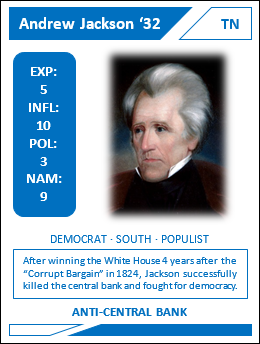 Andrew Jackson ‘32
TN
EXP:
5
INFL:
10
POL:
3
NAM:
9
DEMOCRAT · SOUTH · POPULIST
After winning the White House 4 years after the
“Corrupt Bargain” in 1824, Jackson successfully
killed the central bank and fought for democracy.
ANTI-CENTRAL BANK